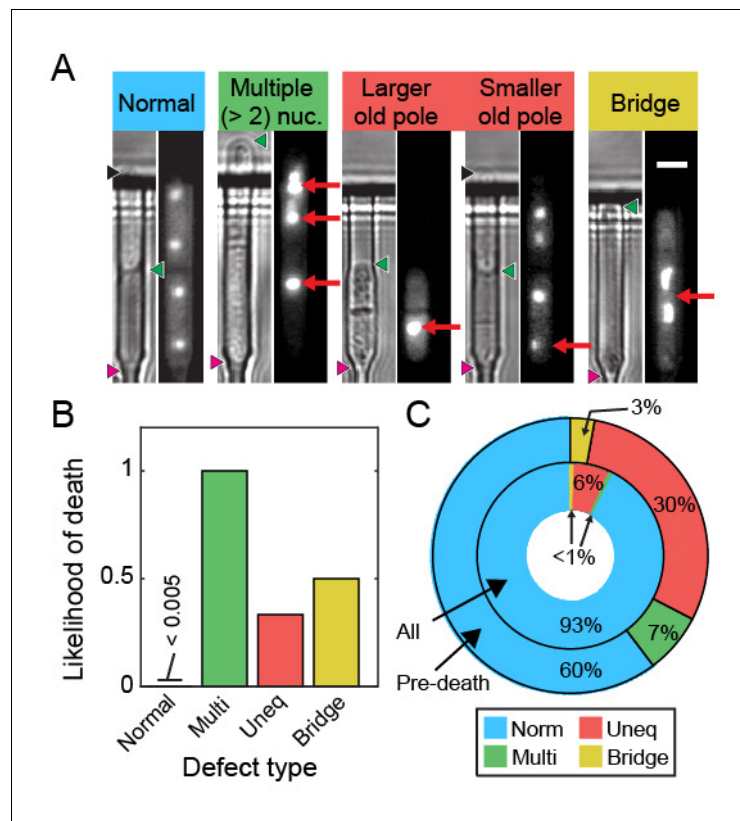 A
Normal
Multiple
(> 2) nuc.
Larger
old pole
Smaller
old pole
Bridge
B
Likelihood of death
1
0.5
0
< 0.005
Normal
Multi
Uneq
Bridge
Defect type
C
3%
6%
30%
<1%
7%
93%
60%
All
Pre-death
Norm
Uneq
Multi
Bridge